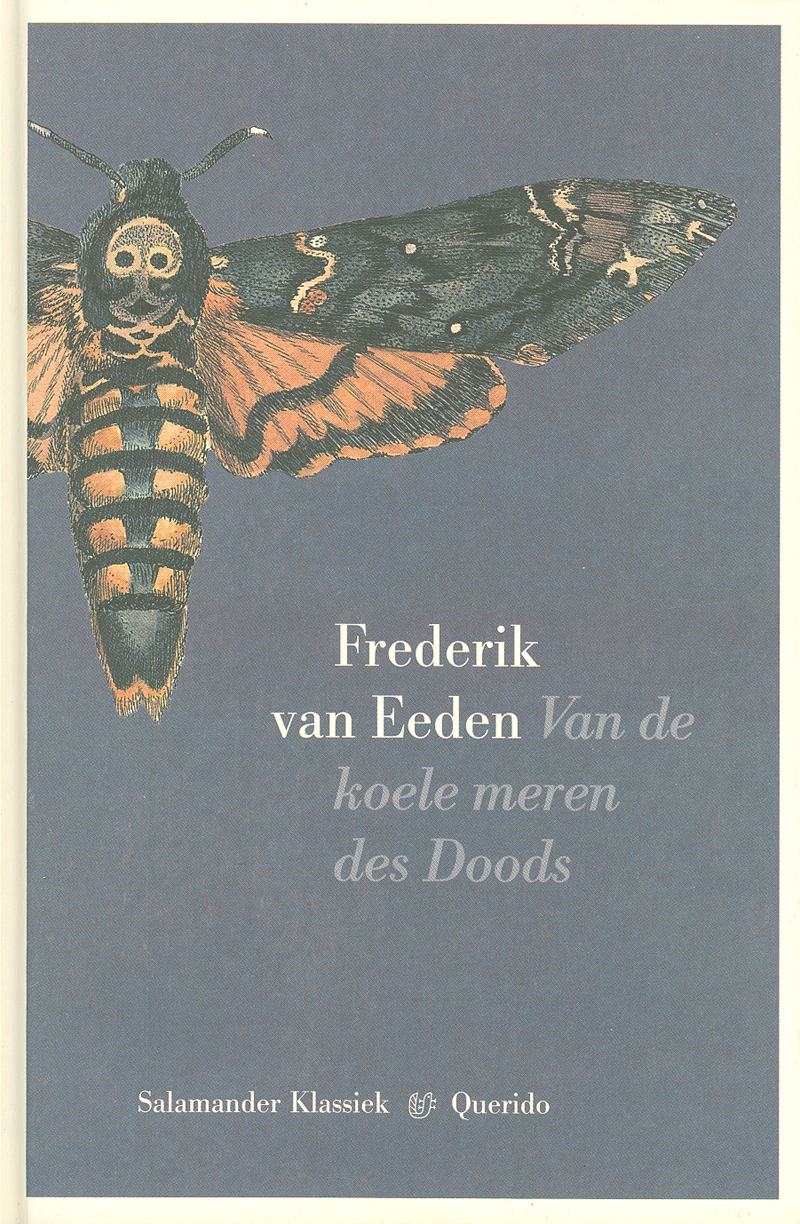 Frederik
van Eeden Van de
koele meren
des Doods
Salamander Klassiek Querido